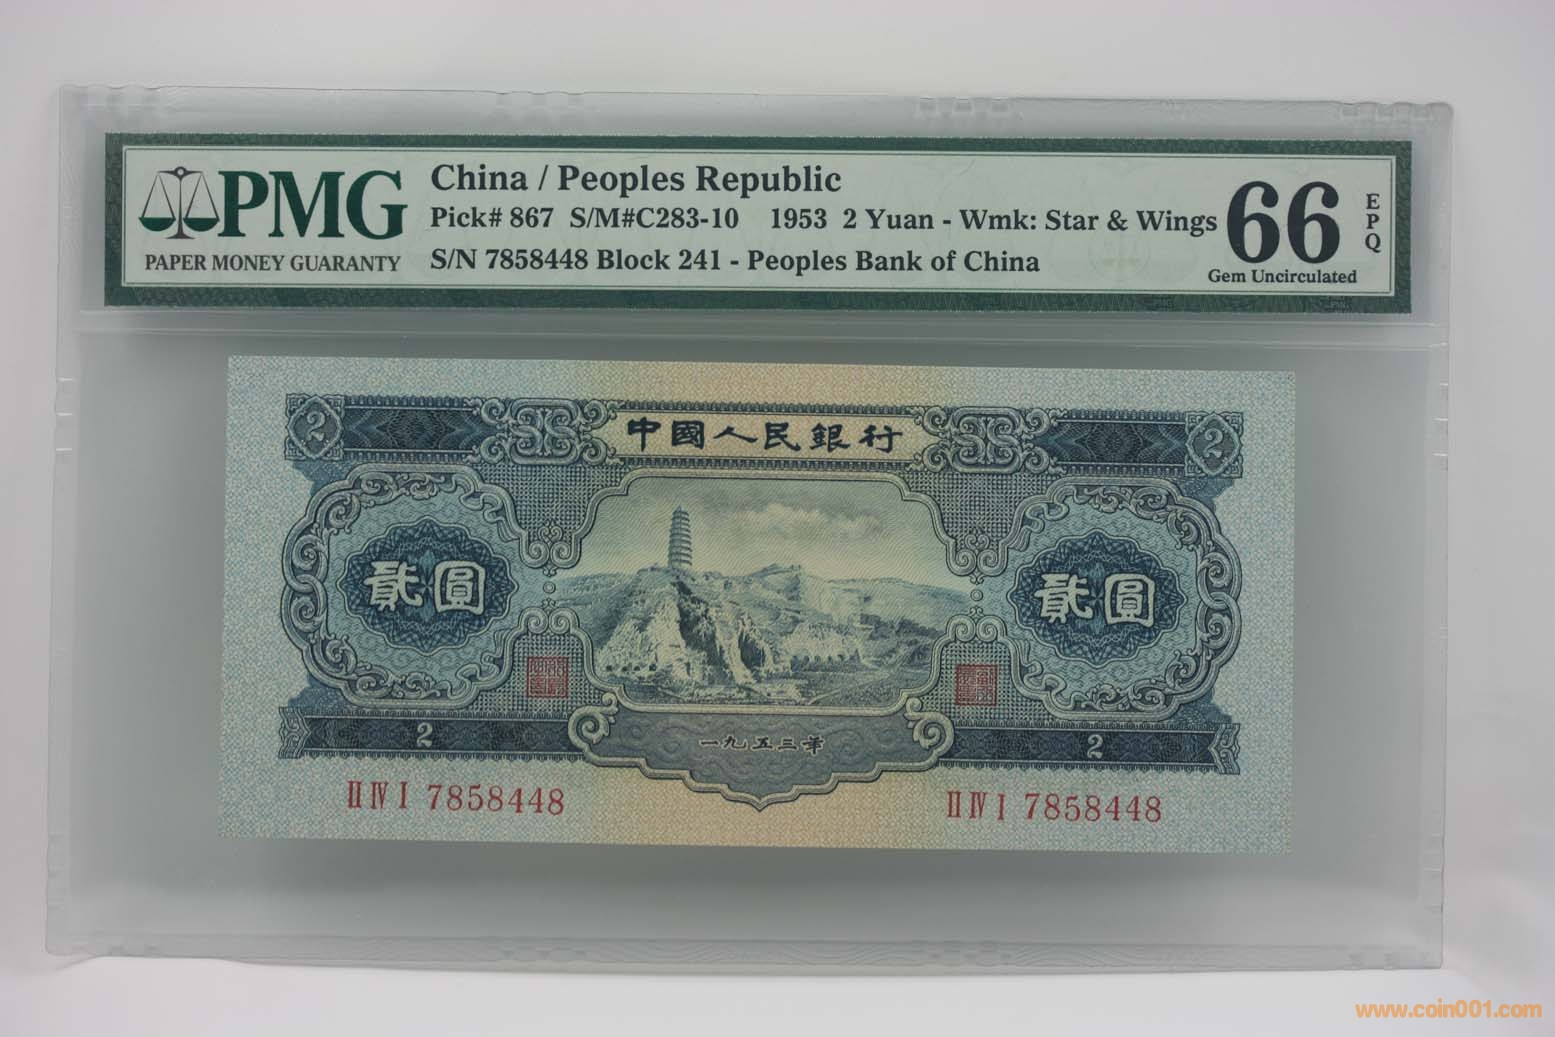 PMG
PAPER MONEY GUARANTY
China / Peoples Republic
Pick# 867 S/M#C283-10 1953 2 Yuan - Wmk: Star & Wings
S/N 7858448 Block 241 - Peoples Bank of China
66 EPQ
Gem Uncirculated
2 中國人民銀行 2
貳圓 貳圓
2 一九五三年 2
II IV I 7858448 II IV I 7858448
www.coin001.com